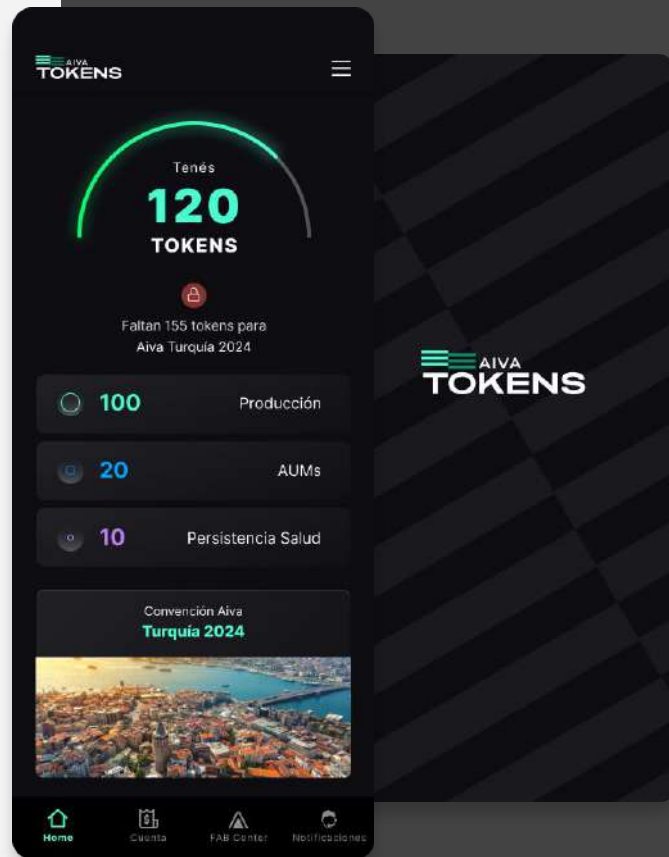 AIVA
TOKENS
Tenés
120
TOKENS
Faltan 155 tokens para
Aiva Turquía 2024
100 Producción
20 AUMs
10 Persistencia Salud
Convención Aiva
Turquía 2024
Home Cuenta FAB Center Notificaciones
AIVA
TOKENS